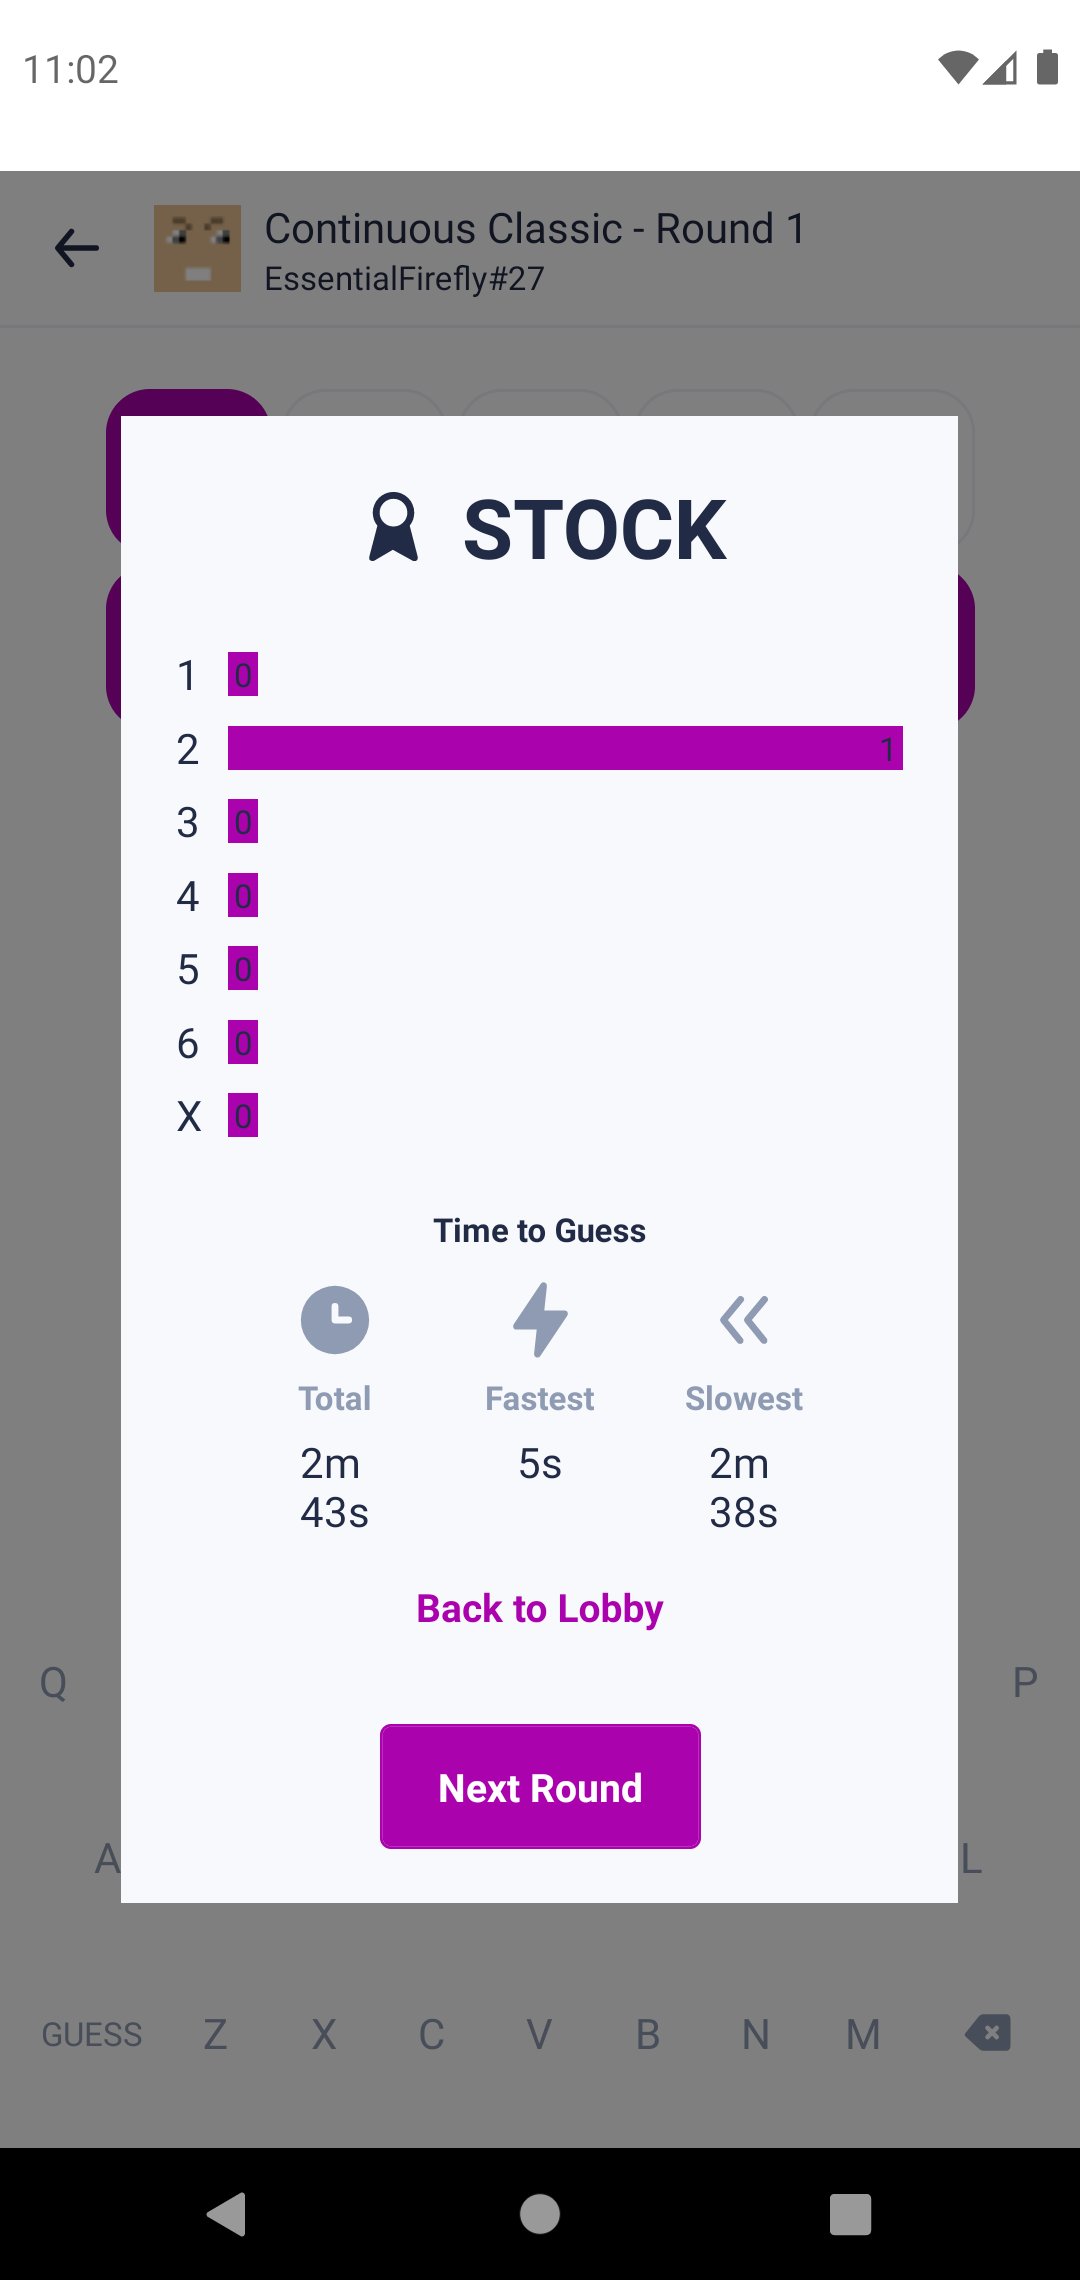 11:02
Continuous Classic - Round 1
EssentialFirefly#27
STOCK
1 0
2 1
3 0
4 0
5 0
6 0
X 0
Time to Guess
Total Fastest Slowest
2m 5s 2m
43s 38s
Back to Lobby
Q P
Next Round
A L
GUESS Z X C V B N M